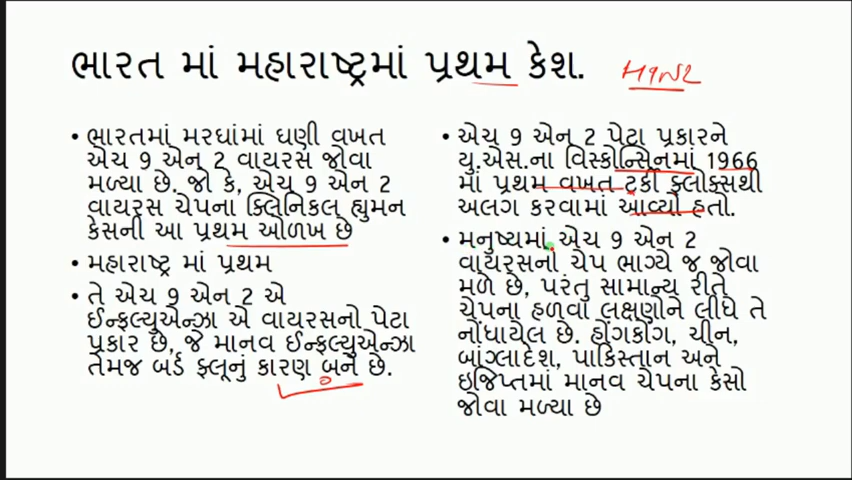 ભારત માં મહારાષ્ટ્રમાં પ્રથમ કેશ.
H9N2
• ભારતમાં મરઘાંમાં ઘણી વખત
એચ 9 એન 2 વાયરસ જોવા
મળ્યા છે. જો કે, એચ 9 એન 2
વાયરસ ચેપના ક્લિનિકલ હ્યુમન
કેસની આ પ્રથમ ઓળખ છે
• મહારાષ્ટ્ર માં પ્રથમ
• તે એચ 9 એન 2 એ
ઈન્ફલ્યુએન્ઝા એ વાયરસનો પેટા
પ્રકાર છે, જે માનવ ઈન્ફલ્યુએન્ઝા
તેમજ બર્ડ ફ્લૂનું કારણ બને છે.
• એચ 9 એન 2 પેટા પ્રકારને
યુ.એસ.ના વિસ્કોન્સિનમાં 1966
માં પ્રથમ વખત ટર્કી ફ્લોક્સથી
અલગ કરવામાં આવ્યો હતો.
• મનુષ્યમાં એચ 9 એન 2
વાયરસનો ચેપ ભાગ્યે જ જોવા
મળે છે, પરંતુ સામાન્ય રીતે
ચેપના હળવા લક્ષણોને લીધે તે
નોંધાયેલ છે. હોંગકોંગ, ચીન,
બાંગ્લાદેશ, પાકિસ્તાન અને
ઇજિપ્તમાં માનવ ચેપના કેસો
જોવા મળ્યા છે